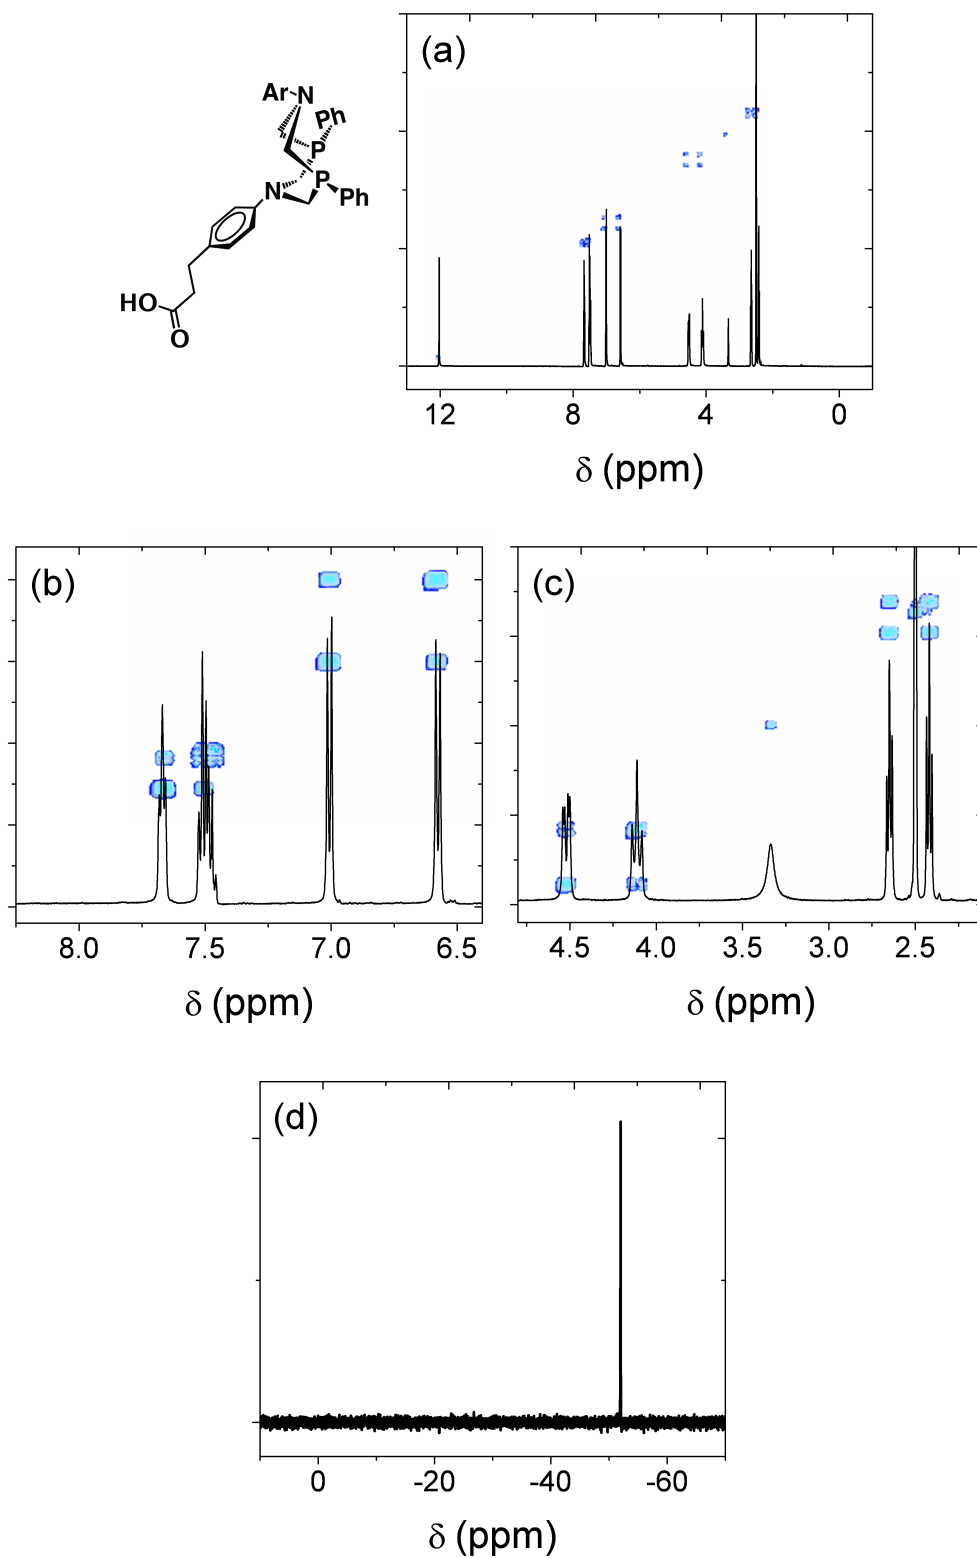 (a)
Ar N
Ph
P
P
N
Ph
HO
O
12 8 4 0
δ (ppm)
(b)
(c)
8.0 7.5 7.0 6.5
4.5 4.0 3.5 3.0 2.5
δ (ppm)
δ (ppm)
(d)
0 -20 -40 -60
δ (ppm)